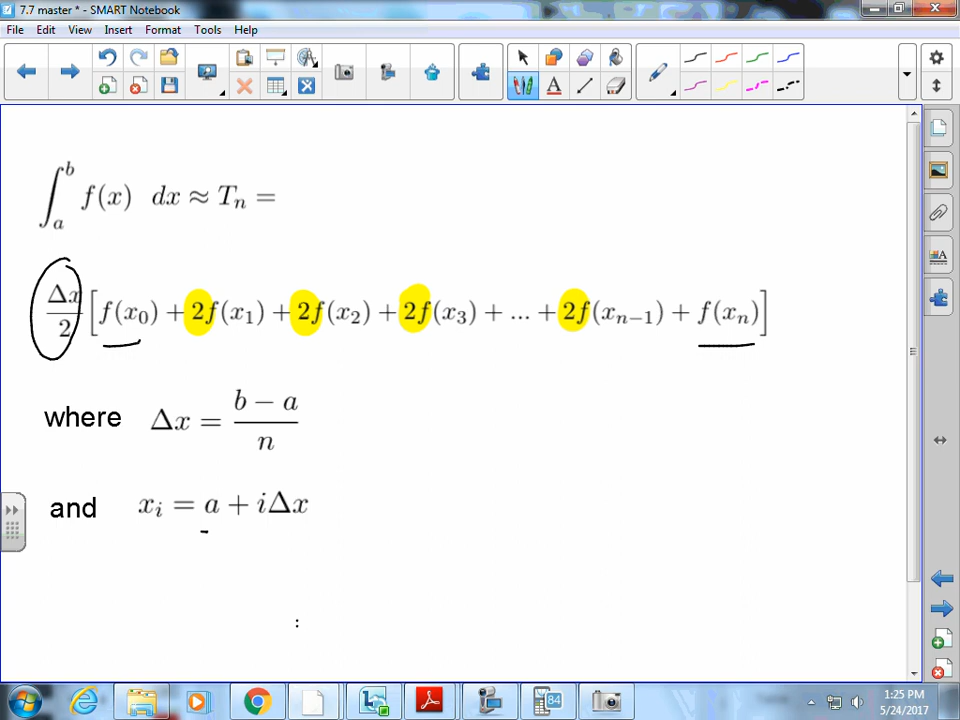 7.7 master * - SMART Notebook
File Edit View Insert Format Tools Help
∫_a^b f(x) dx ≈ T_n =
Δx/2 [f(x_0) + 2f(x_1) + 2f(x_2) + 2f(x_3) + ... + 2f(x_{n-1}) + f(x_n)]
where Δx = (b − a)/n
and x_i = a + iΔx
84
1:25 PM
5/24/2017